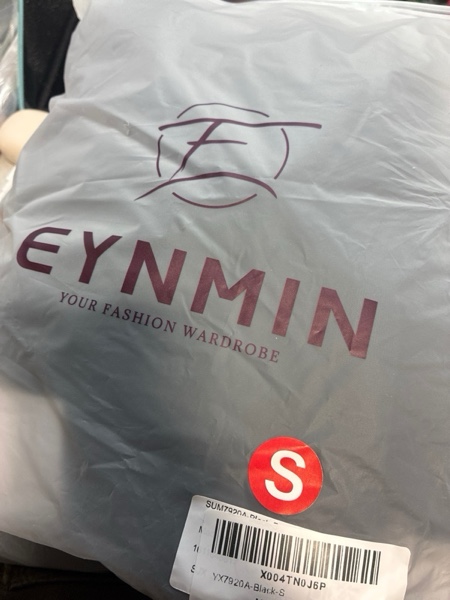 E
EYNMIN
YOUR FASHION WARDROBE
S
X004TN0J6P
YX7920A-Black-S